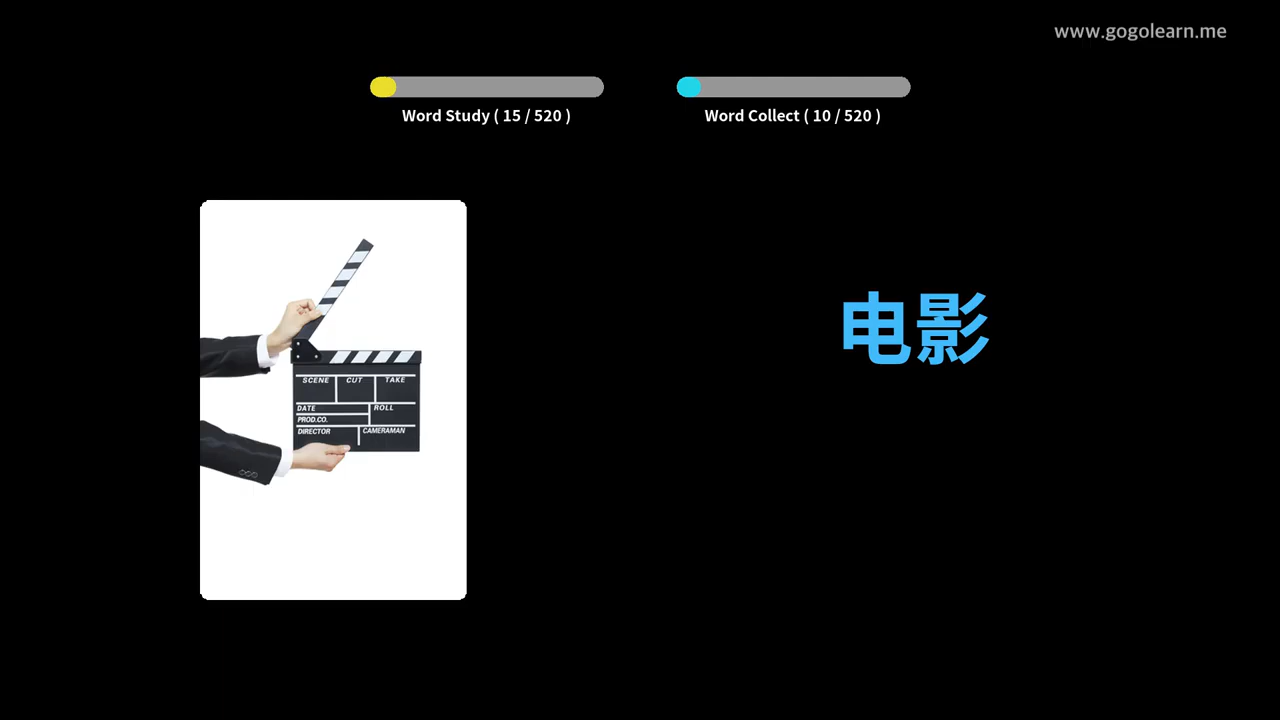 www.gogolearn.me
Word Study ( 15 / 520 )
Word Collect ( 10 / 520 )
电影
SCENE CUT TAKE
DATE ROLL
PROD.CO.
DIRECTOR CAMERAMAN